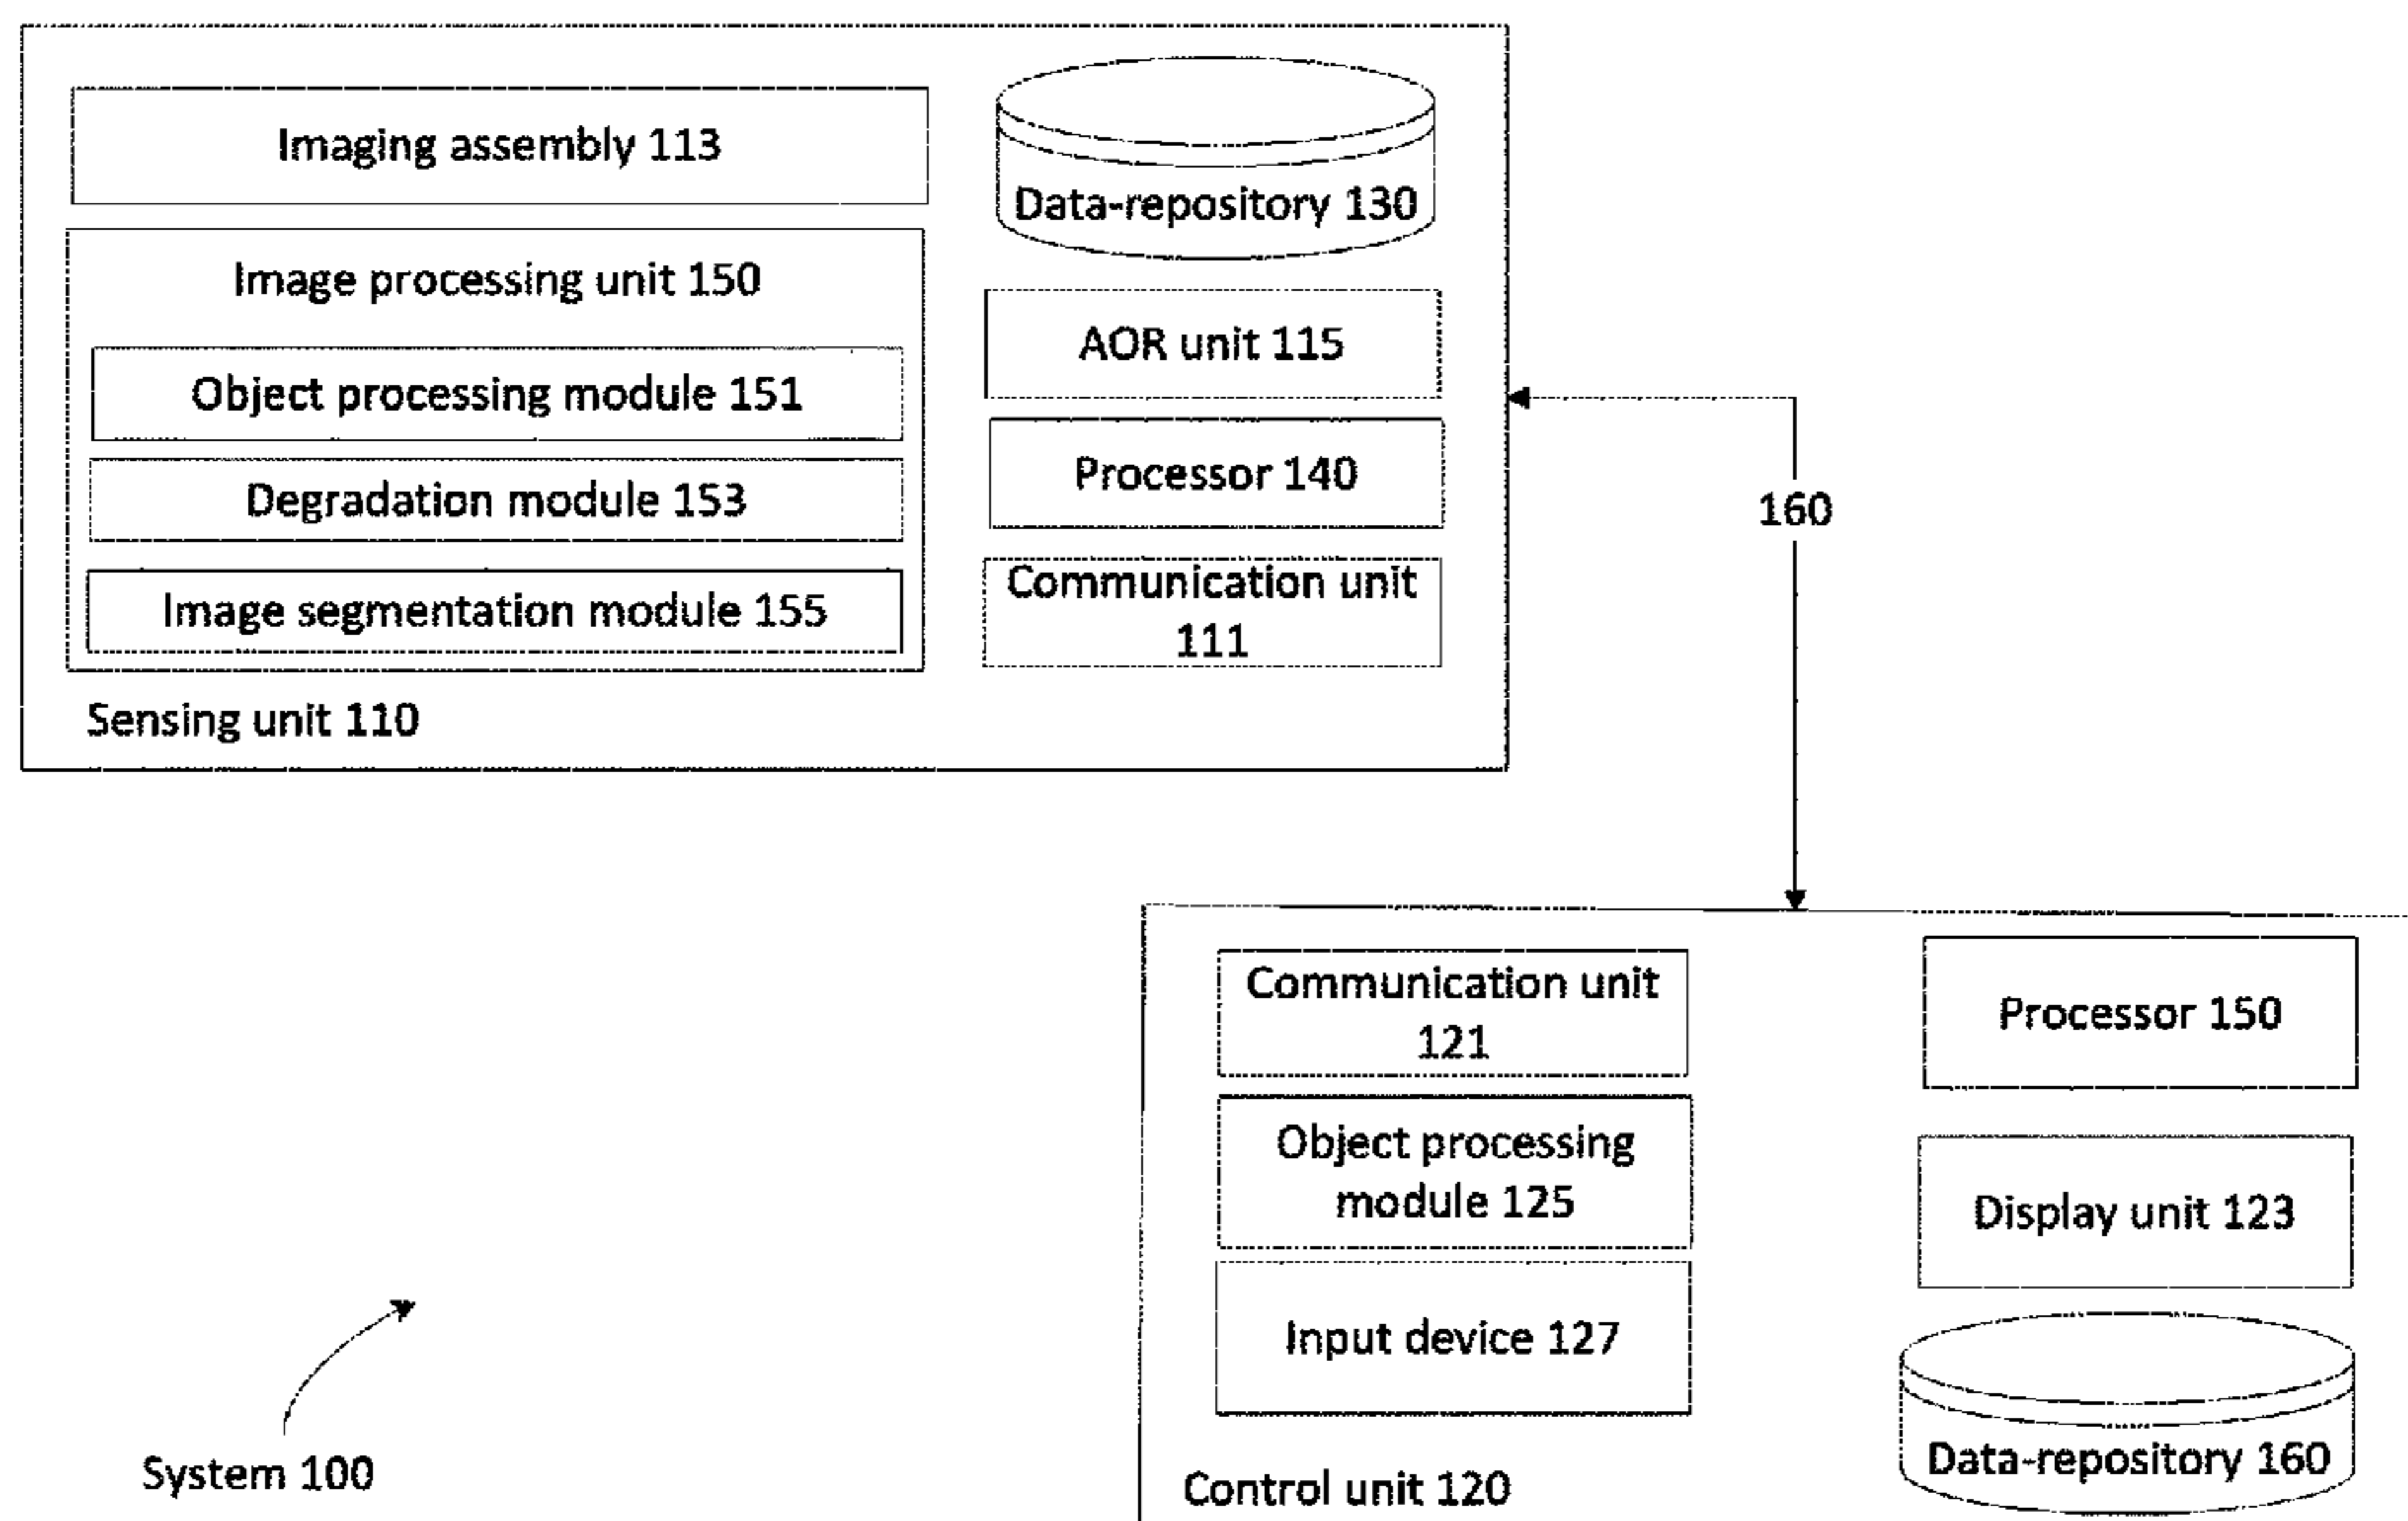 Imaging assembly 113
Data-repository 130
Image processing unit 150
AOR unit 115
Object processing module 151
Processor 140
Degradation module 153
Communication unit
111
Image segmentation module 155
Sensing unit 110
160
Communication unit
121
Processor 150
Object processing
module 125
Display unit 123
Input device 127
Data-repository 160
Control unit 120
System 100